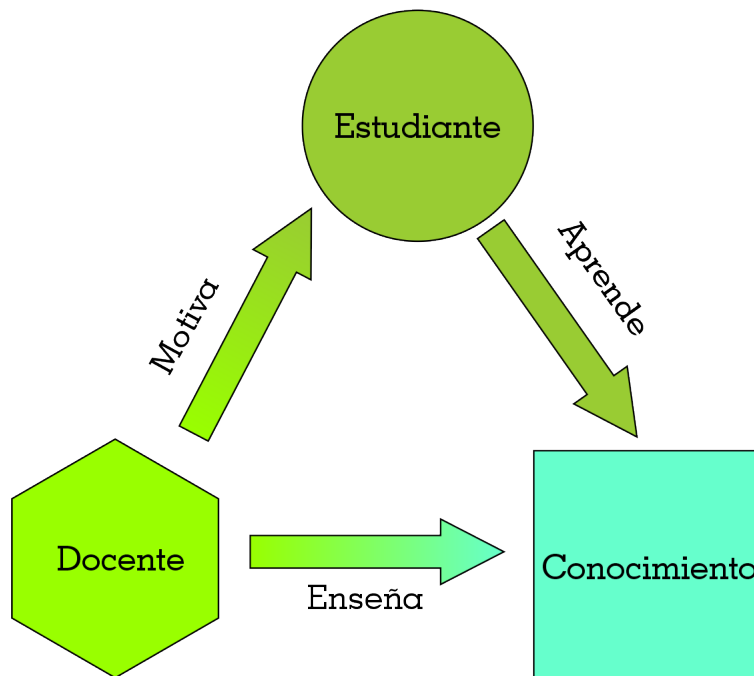 Estudiante
Motiva
Aprende
Docente
Enseña
Conocimiento